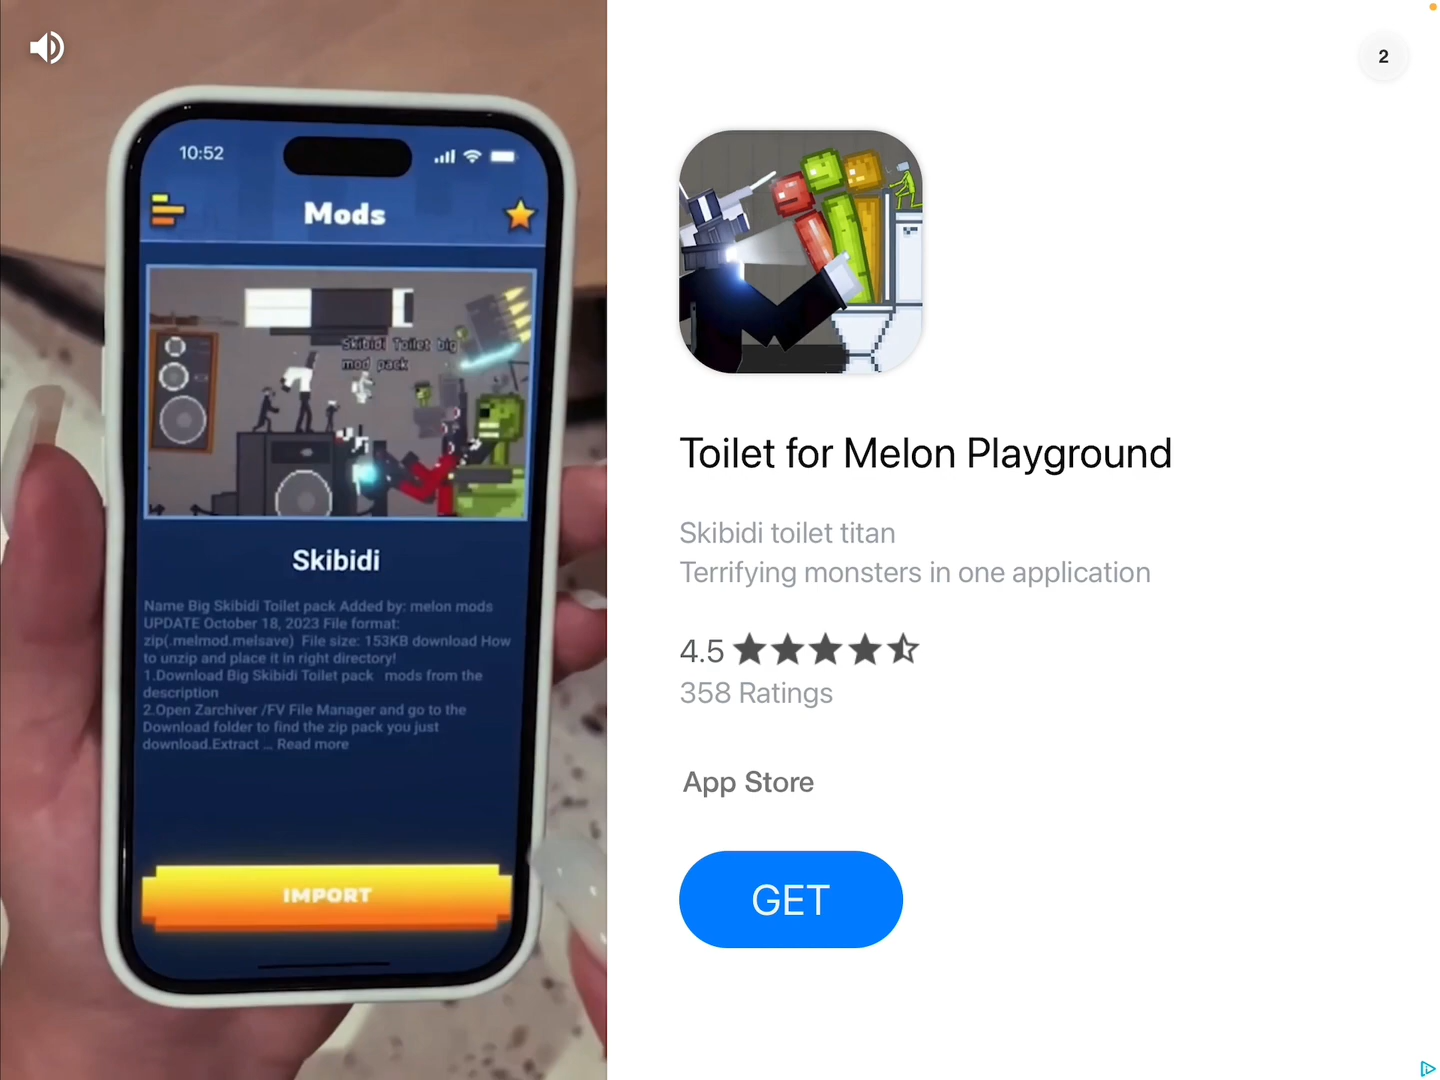 10:52
Mods
Skibidi Toilet big
mod pack
Skibidi
Name Big Skibidi Toilet pack Added by: melon mods
UPDATE October 18, 2023 File format:
zip(.melmod.melsave) File size: 153KB download How
to unzip and place it in right directory!
1.Download Big Skibidi Toilet pack mods from the
description
2.Open Zarchiver /FV File Manager and go to the
Download folder to find the zip pack you just
download.Extract ... Read more
IMPORT
2
Toilet for Melon Playground
Skibidi toilet titan
Terrifying monsters in one application
4.5
358 Ratings
App Store
GET